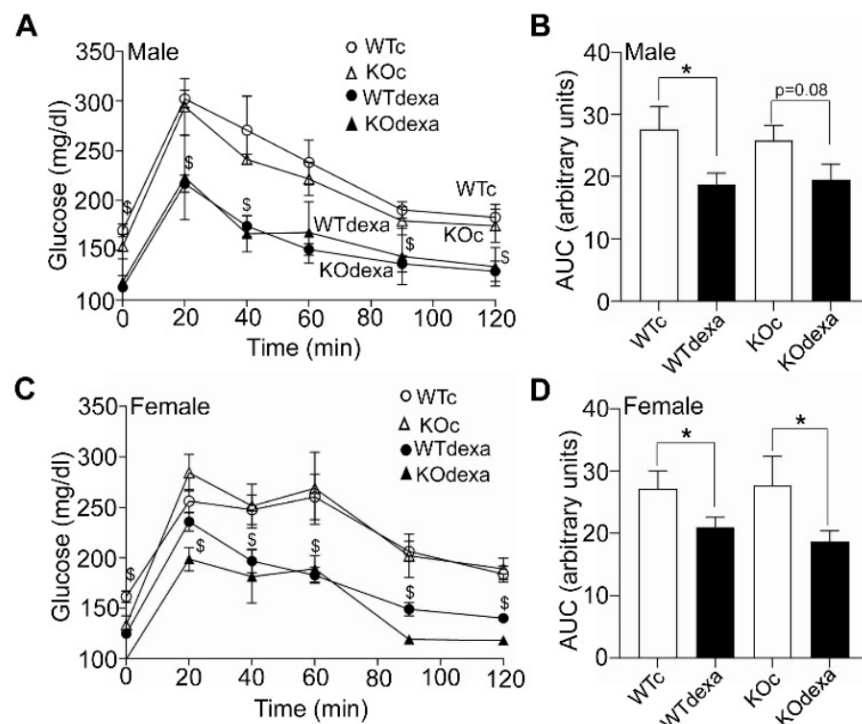 A
Male
WTc
KOc
WTdexa
KOdexa
Glucose (mg/dl)
350
300
250
200
150
100
$
$
$
$
$
WTc
KOc
WTdexa
KOdexa
0 20 40 60 80 100 120
Time (min)
B
Male
AUC (arbitrary units)
40
30
20
10
0
*
p=0.08
WTc WTdexa KOc KOdexa
C
Female
WTc
KOc
WTdexa
KOdexa
Glucose (mg/dl)
350
300
250
200
150
100
$
$
$
$
$
$
0 20 40 60 80 100 120
Time (min)
D
Female
AUC (arbitrary units)
40
30
20
10
0
*
*
WTc WTdexa KOc KOdexa